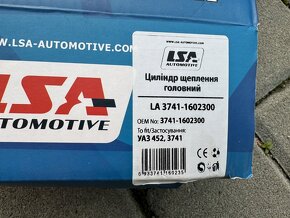 www.LSA-AUTOMOTIVE.COM
LSA
AUTOMOTIVE
LSA
AUTOMOTIVE
Циліндр щеплення
головний
LA 3741-1602300
OEM No: 3741-1602300
To fit/Застосування:
УАЗ 452, 3741